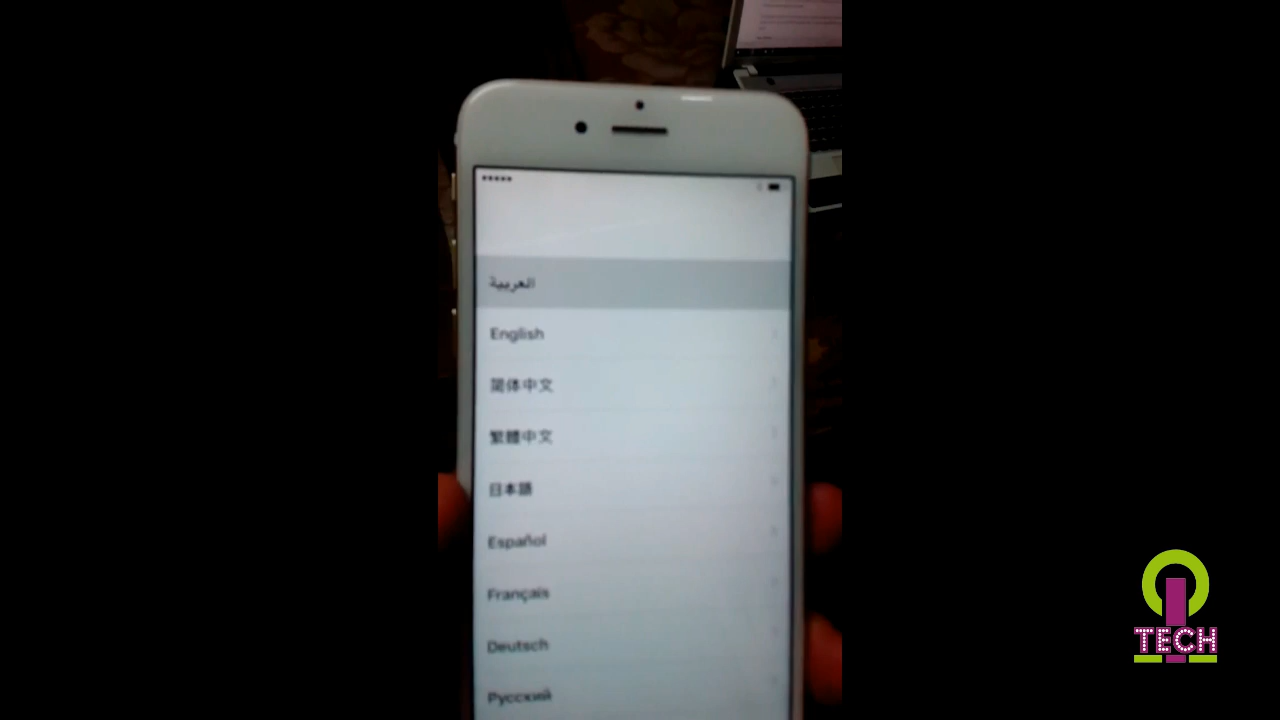 العربية
English
简体中文
繁體中文
日本語
Español
Français
Deutsch
Русский
TECH